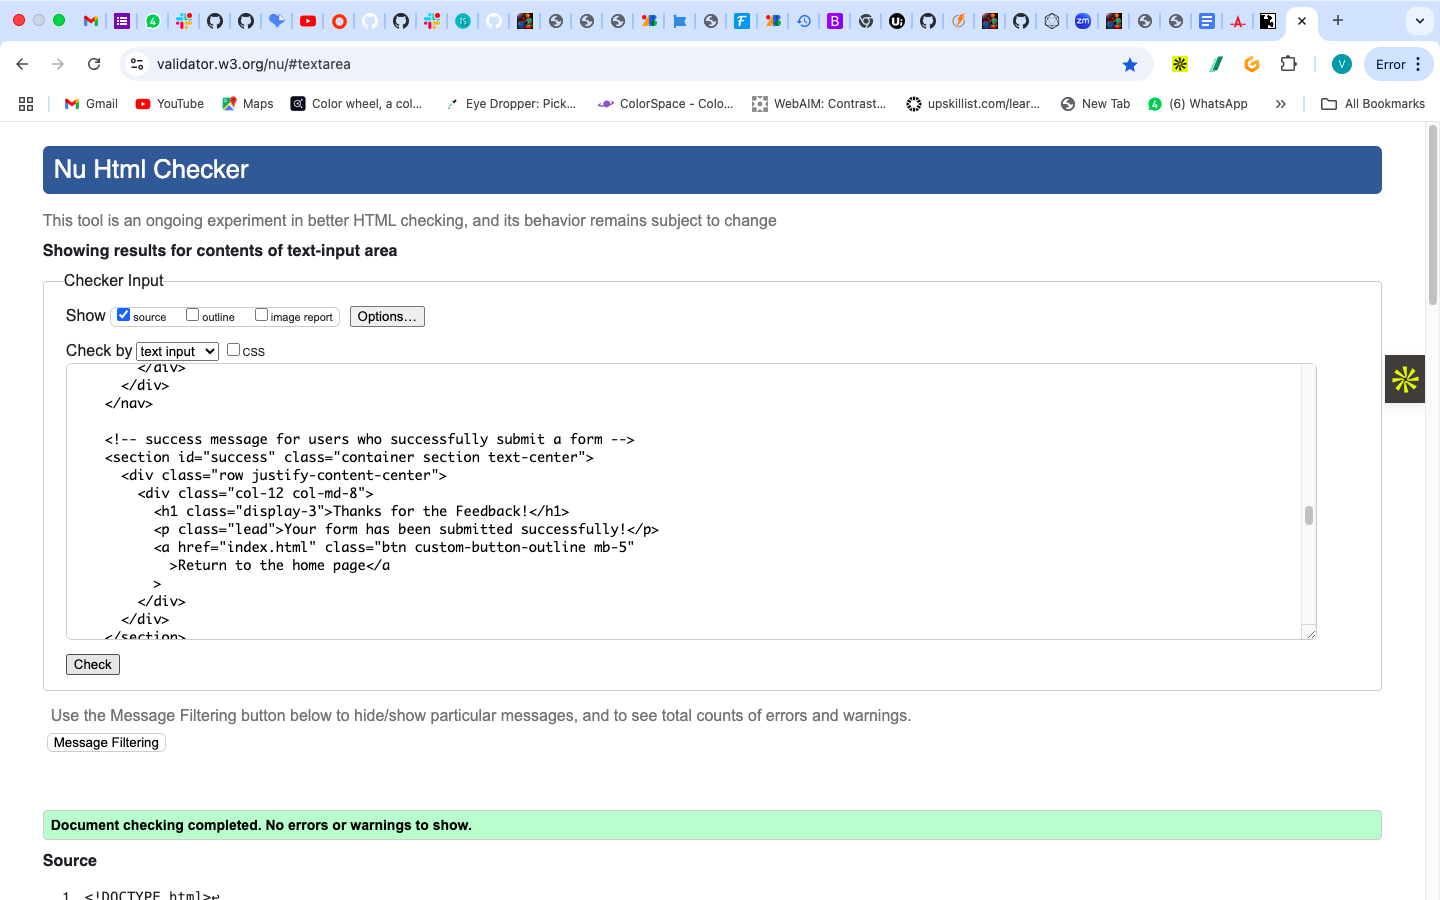 validator.w3.org/nu/#textarea
Error
Gmail
YouTube
Maps
Color wheel, a col...
Eye Dropper: Pick...
ColorSpace - Colo...
WebAIM: Contrast...
upskillist.com/lear...
New Tab
(6) WhatsApp
»
All Bookmarks
Nu Html Checker
This tool is an ongoing experiment in better HTML checking, and its behavior remains subject to change
Showing results for contents of text-input area
Checker Input
Show source outline image report Options...
Check by text input CSS
</div>
</div>
</nav>
<!-- success message for users who successfully submit a form -->
<section id="success" class="container section text-center">
<div class="row justify-content-center">
<div class="col-12 col-md-8">
<h1 class="display-3">Thanks for the Feedback!</h1>
<p class="lead">Your form has been submitted successfully!</p>
<a href="index.html" class="btn custom-button-outline mb-5"
>Return to the home page</a
>
</div>
</div>
</section>
Check
Use the Message Filtering button below to hide/show particular messages, and to see total counts of errors and warnings.
Message Filtering
Document checking completed. No errors or warnings to show.
Source
1. <!DOCTYPE html>↩